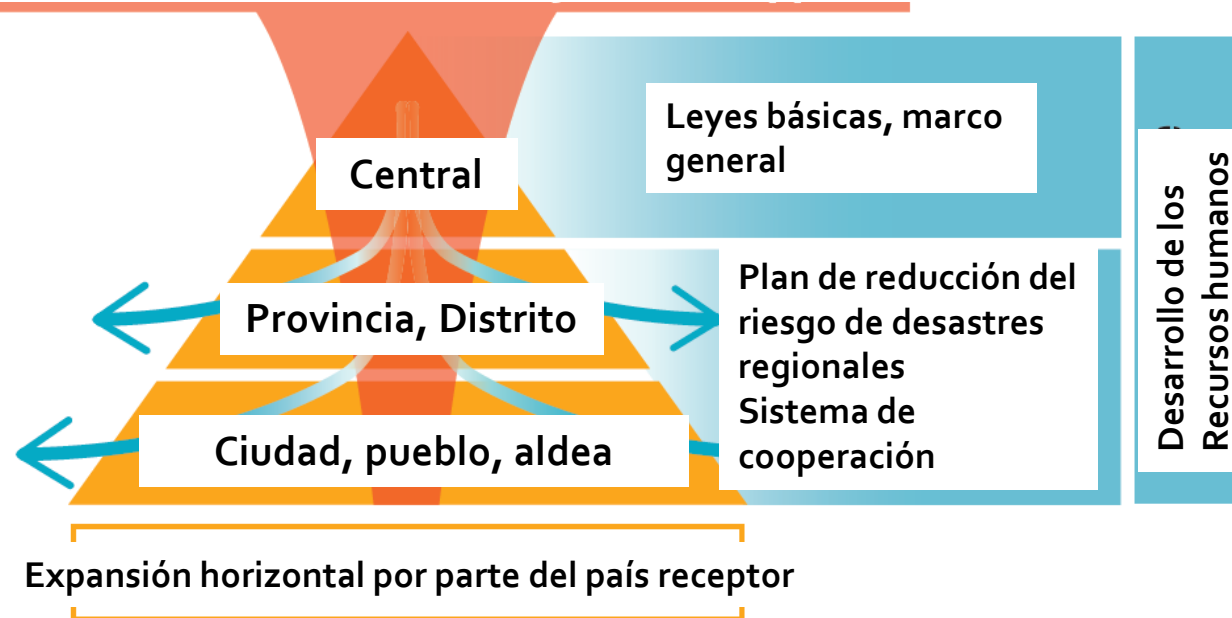 Leyes básicas, marco
general
Central
Plan de reducción del
riesgo de desastres
regionales
Sistema de
cooperación
Provincia, Distrito
Ciudad, pueblo, aldea
Desarrollo de los
Recursos humanos
Expansión horizontal por parte del país receptor